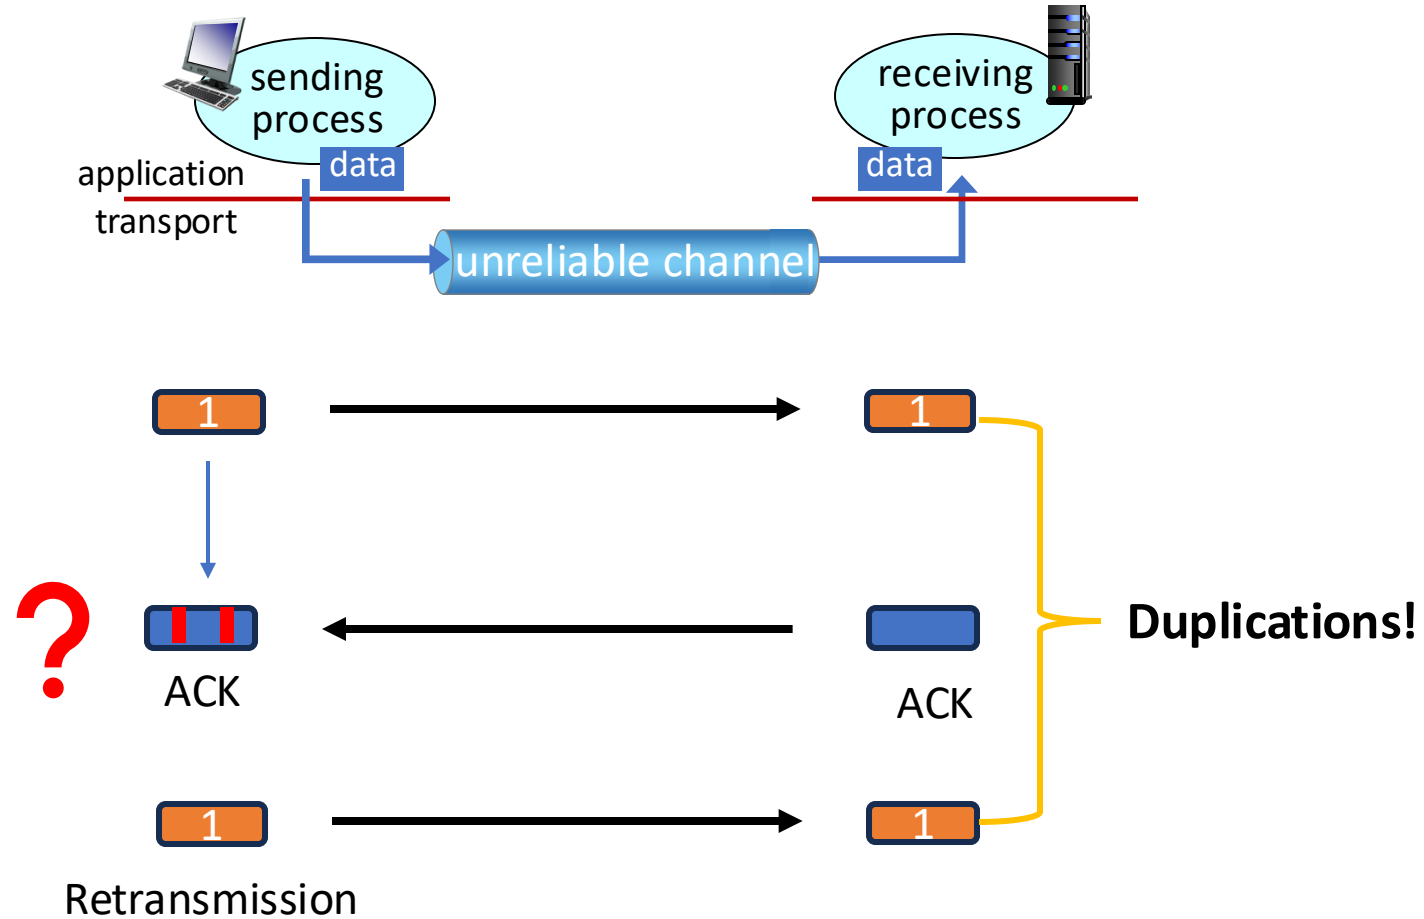 sending
process
receiving
process
data
data
application
transport
unreliable channel
1
1
?
ACK
ACK
Duplications!
1
1
Retransmission